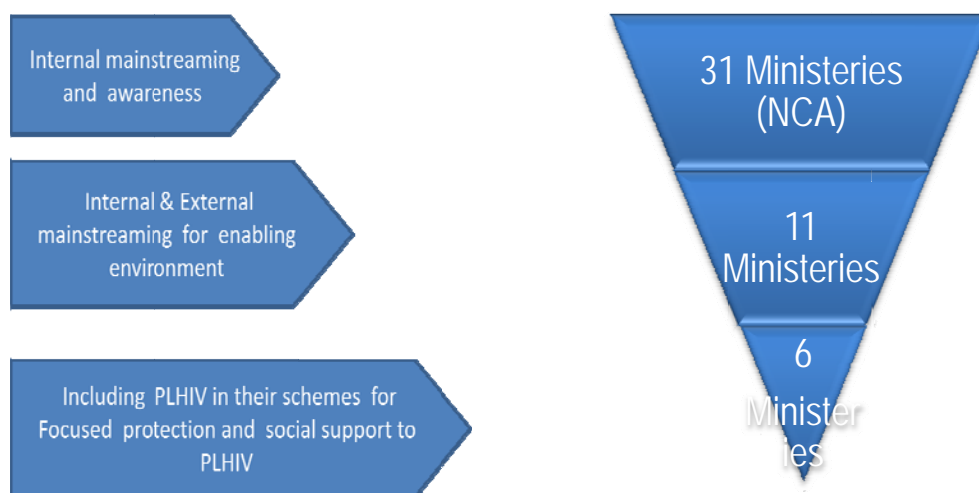 Internal mainstreaming
and awareness
31 Ministeries
(NCA)
Internal & External
mainstreaming for enabling
environment
11
Ministeries
Including PLHIV in their schemes for
Focused protection and social support to
PLHIV
6
Minister
ies